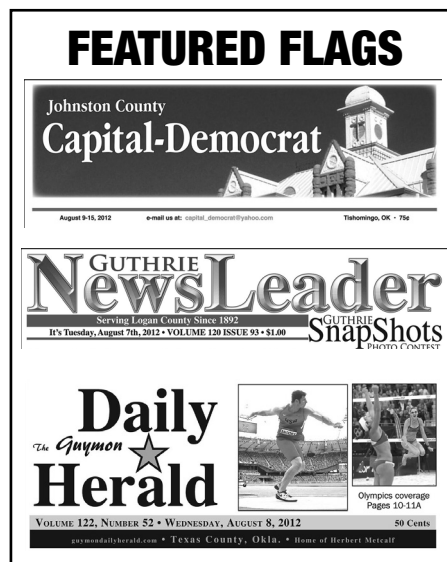 FEATURED FLAGS
Johnston County
Capital-Democrat
August 9-15, 2012 e-mail us at: capital_democrat@yahoo.com Tishomingo, OK • 75¢
GUTHRIE
NewsLeader
Serving Logan County Since 1892
It's Tuesday, August 7th, 2012 • VOLUME 120 ISSUE 93 • $1.00
GUTHRIE
SnapShots
PHOTO CONTEST
Daily
The Guymon
Herald
Olympics coverage
Pages 10-11A
VOLUME 122, NUMBER 52 • WEDNESDAY, AUGUST 8, 2012 50 Cents
guymondailyherald.com • Texas County, Okla. • Home of Herbert Metcalf